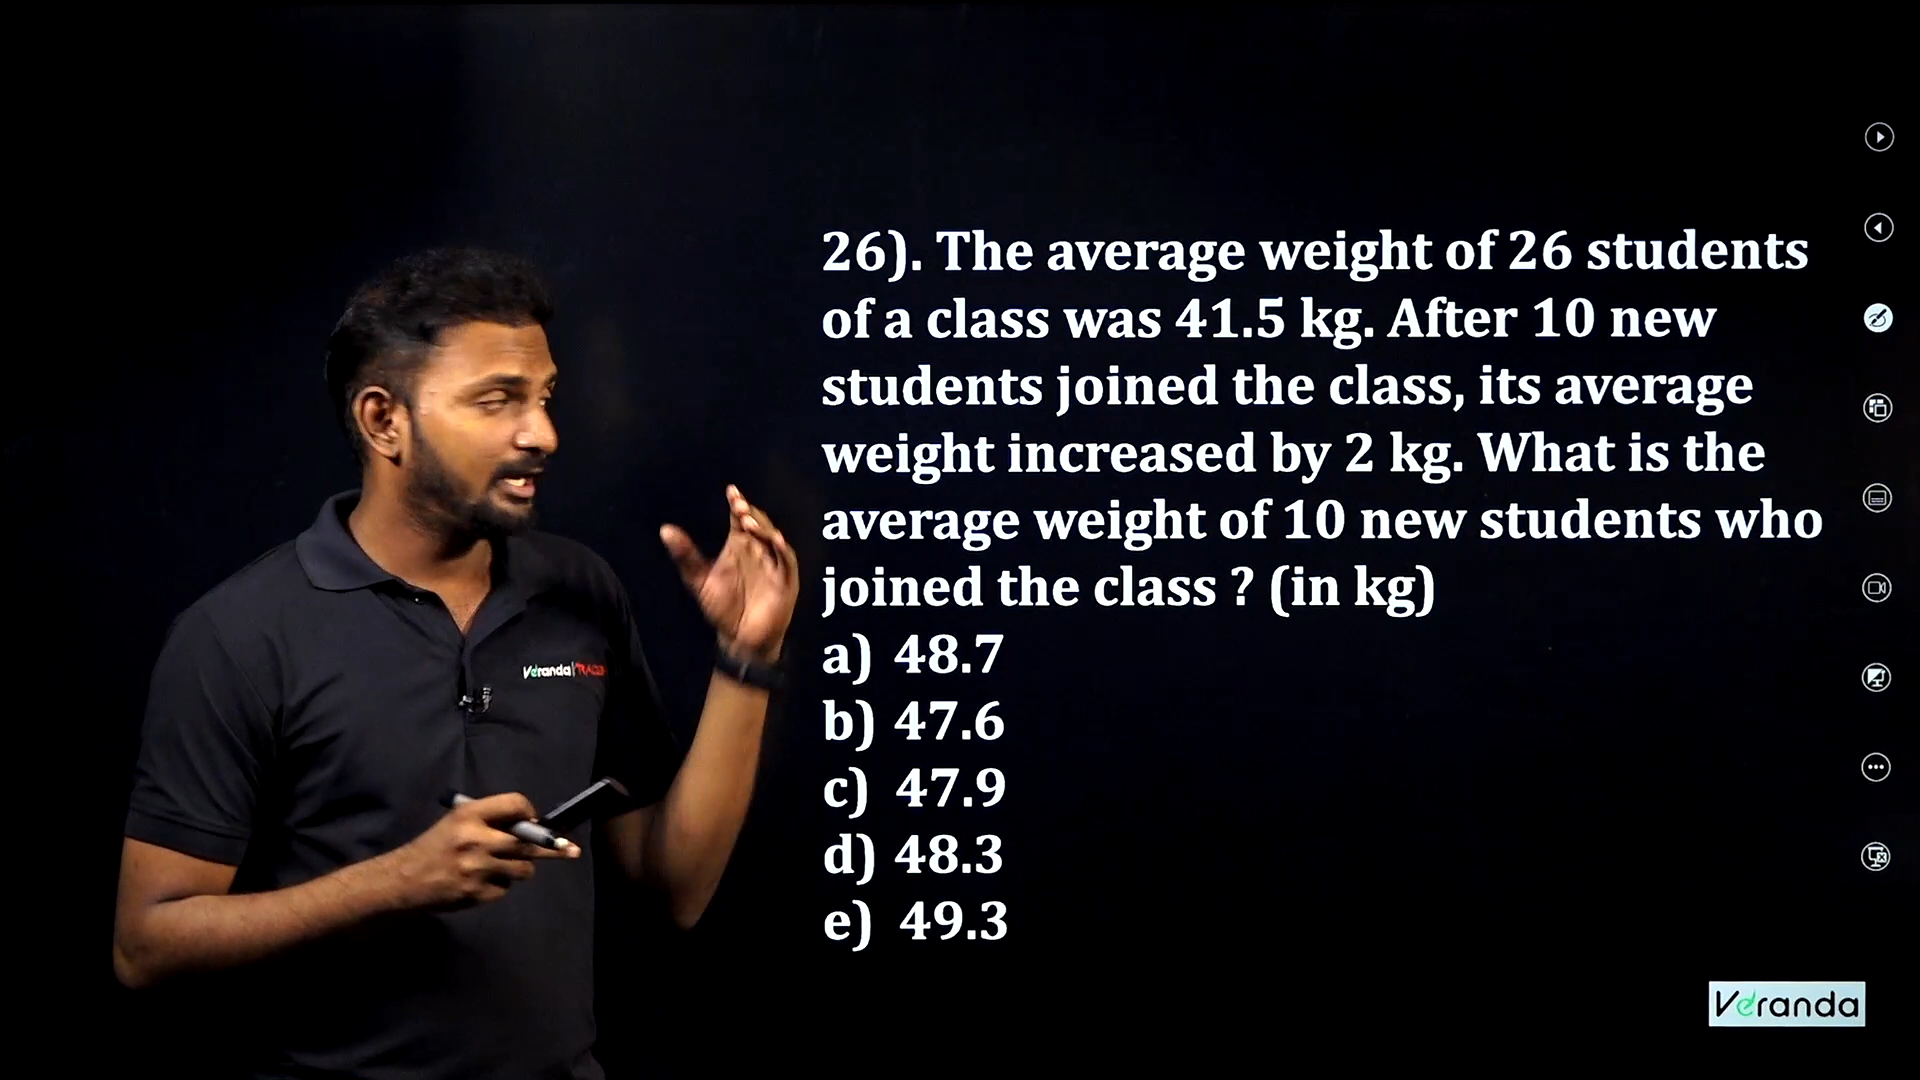 26). The average weight of 26 students
of a class was 41.5 kg. After 10 new
students joined the class, its average
weight increased by 2 kg. What is the
average weight of 10 new students who
joined the class ? (in kg)
a) 48.7
b) 47.6
c) 47.9
d) 48.3
e) 49.3
Veranda
Veranda